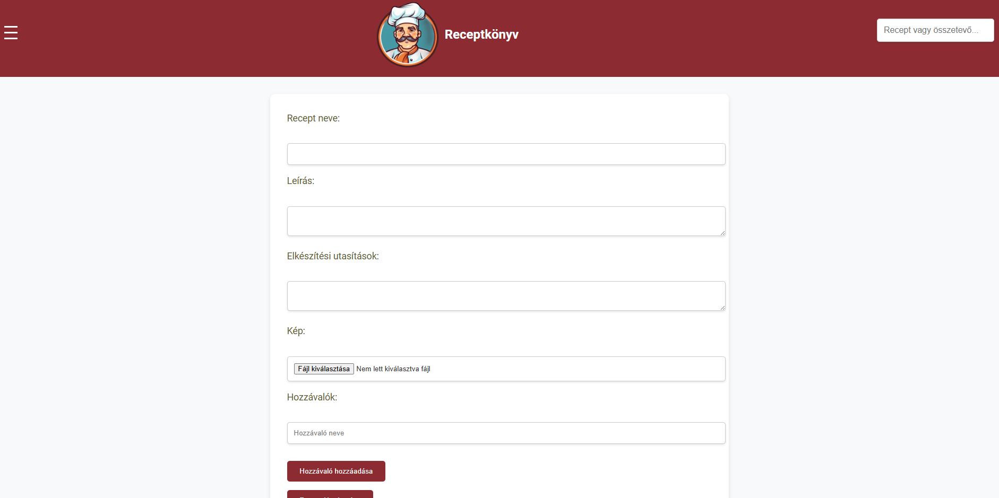 Receptkönyv
Recept vagy összetevő...
Recept neve:
Leírás:
Elkészítési utasítások:
Kép:
Fájl kiválasztása Nem lett kiválasztva fájl
Hozzávalók:
Hozzávaló neve
Hozzávaló hozzáadása